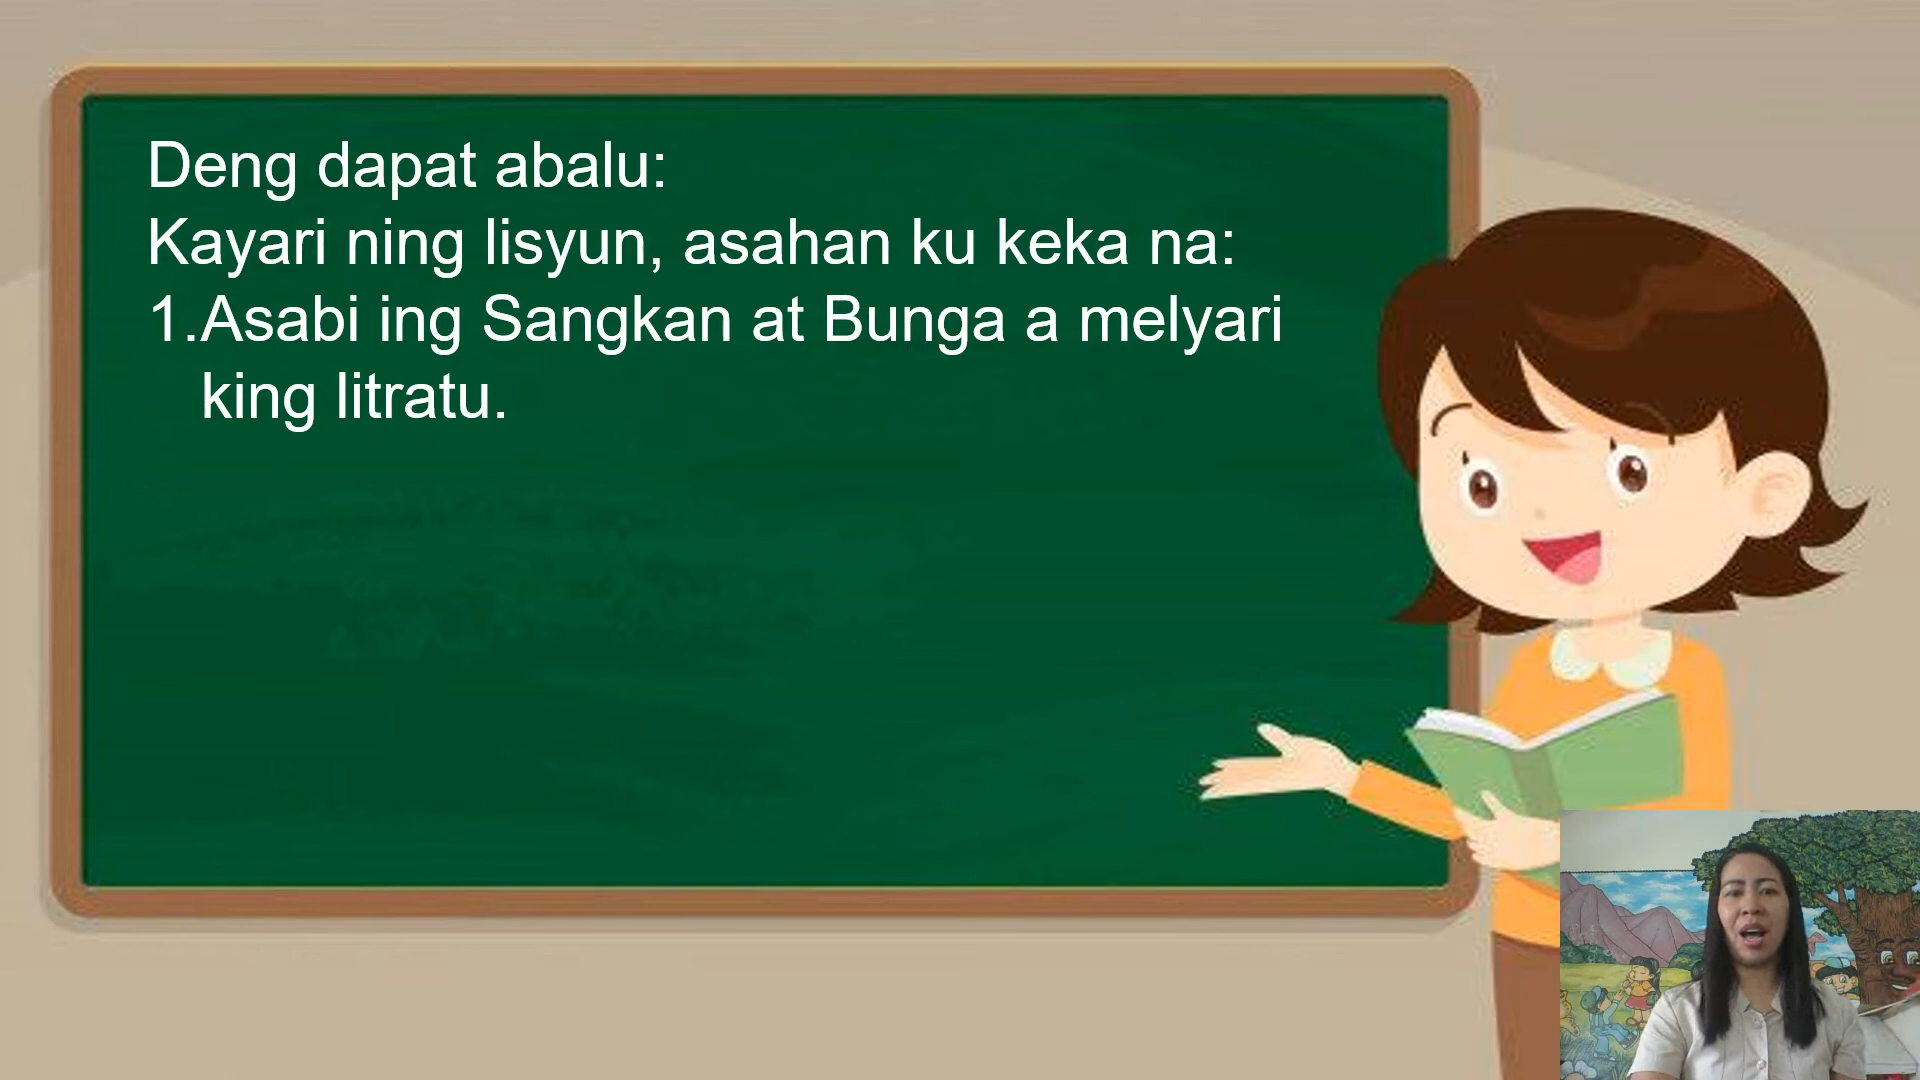 Deng dapat abalu:
Kayari ning lisyun, asahan ku keka na:
1.Asabi ing Sangkan at Bunga a melyari
king litratu.